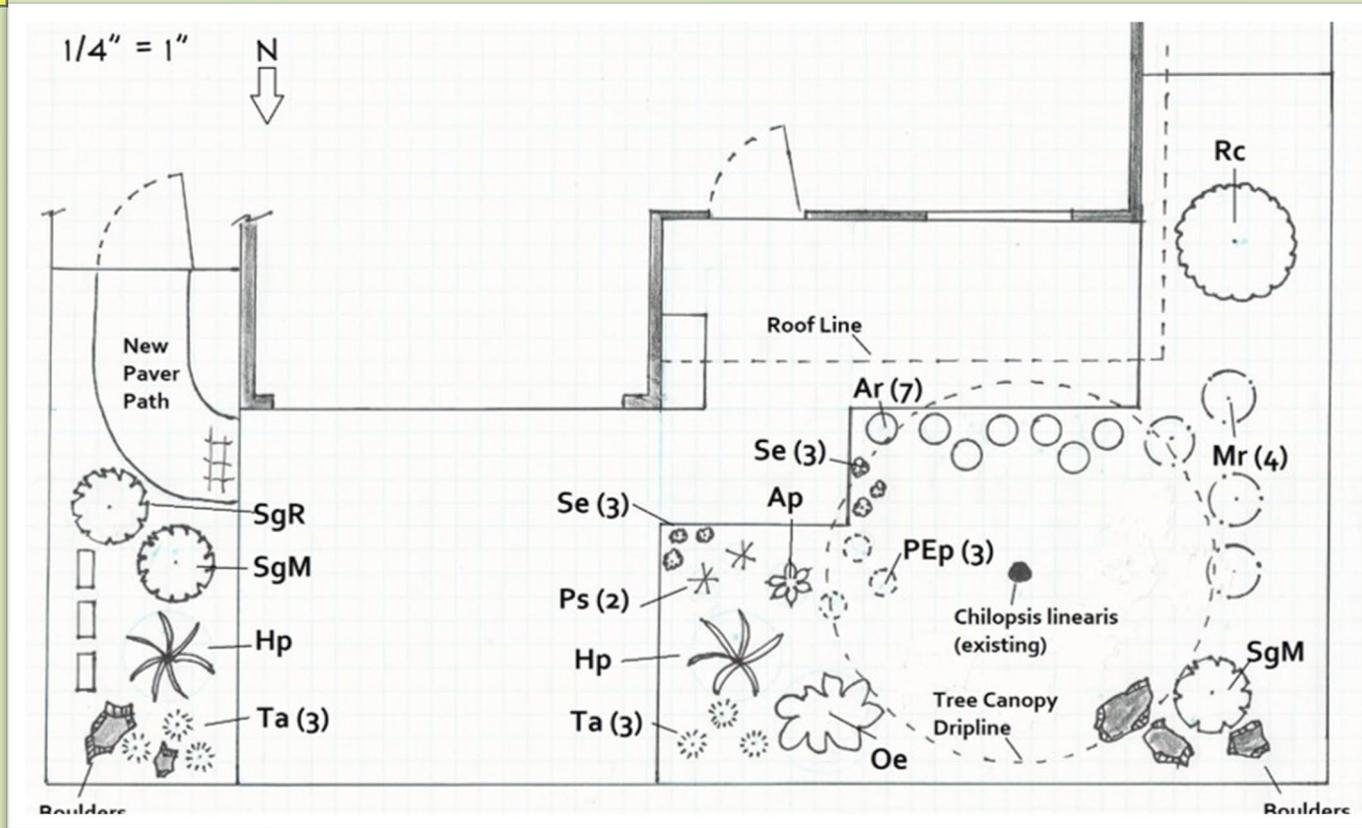 1/4" = 1"
N
Rc
New
Paver
Path
Roof Line
Ar (7)
Se (3)
Mr (4)
Ap
Se (3)
SgR
PEp (3)
SgM
Ps (2)
Chilopsis linearis
(existing)
Hp
Hp
SgM
Ta (3)
Ta (3)
Tree Canopy
Dripline
Oe
Boulders
Boulders